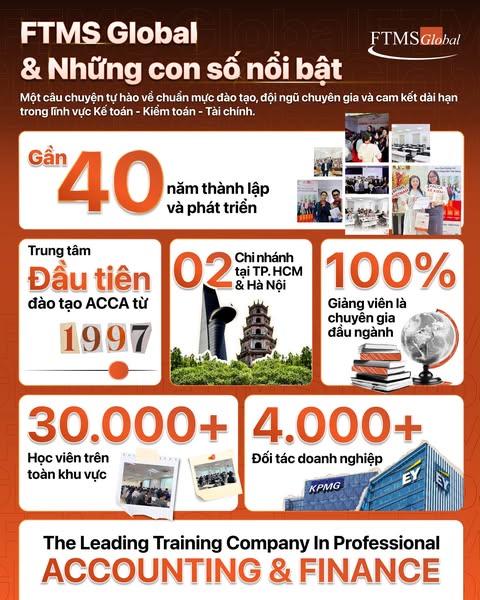 FTMS Global
& Những con số nổi bật
FTMSGlobal
Một câu chuyện tự hào về chuẩn mực đào tạo, đội ngũ chuyên gia và cam kết dài hạn
trong lĩnh vực Kế toán - Kiểm toán - Tài chính.
Gần
40
năm thành lập
và phát triển
Trung tâm
Đầu tiên
đào tạo ACCA từ
1997
02
Chi nhánh
tại TP. HCM
& Hà Nội
100%
Giảng viên là
chuyên gia
đầu ngành
30.000+
Học viên trên
toàn khu vực
4.000+
Đối tác doanh nghiệp
KPMG
EY
EY
The Leading Training Company In Professional
ACCOUNTING & FINANCE